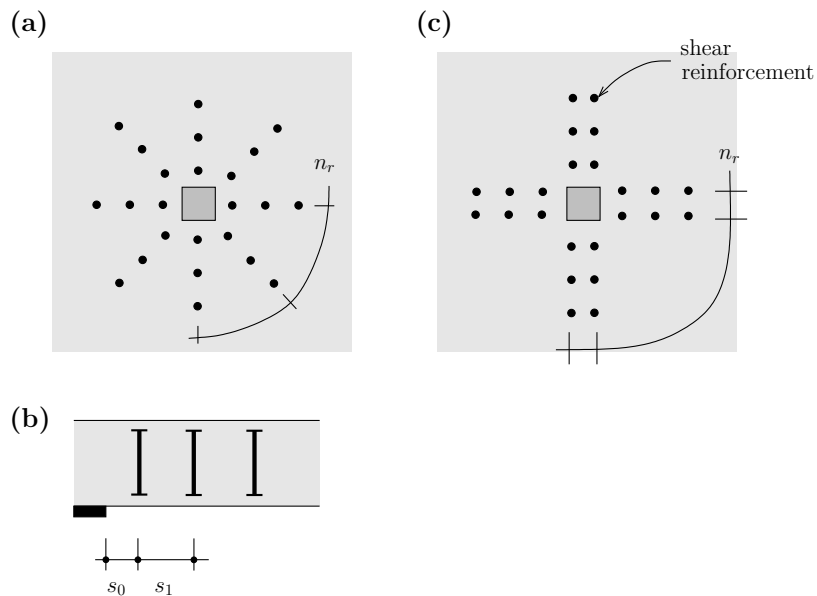 (a)
n_r
(c)
shear
reinforcement
n_r
(b)
s_0
s_1